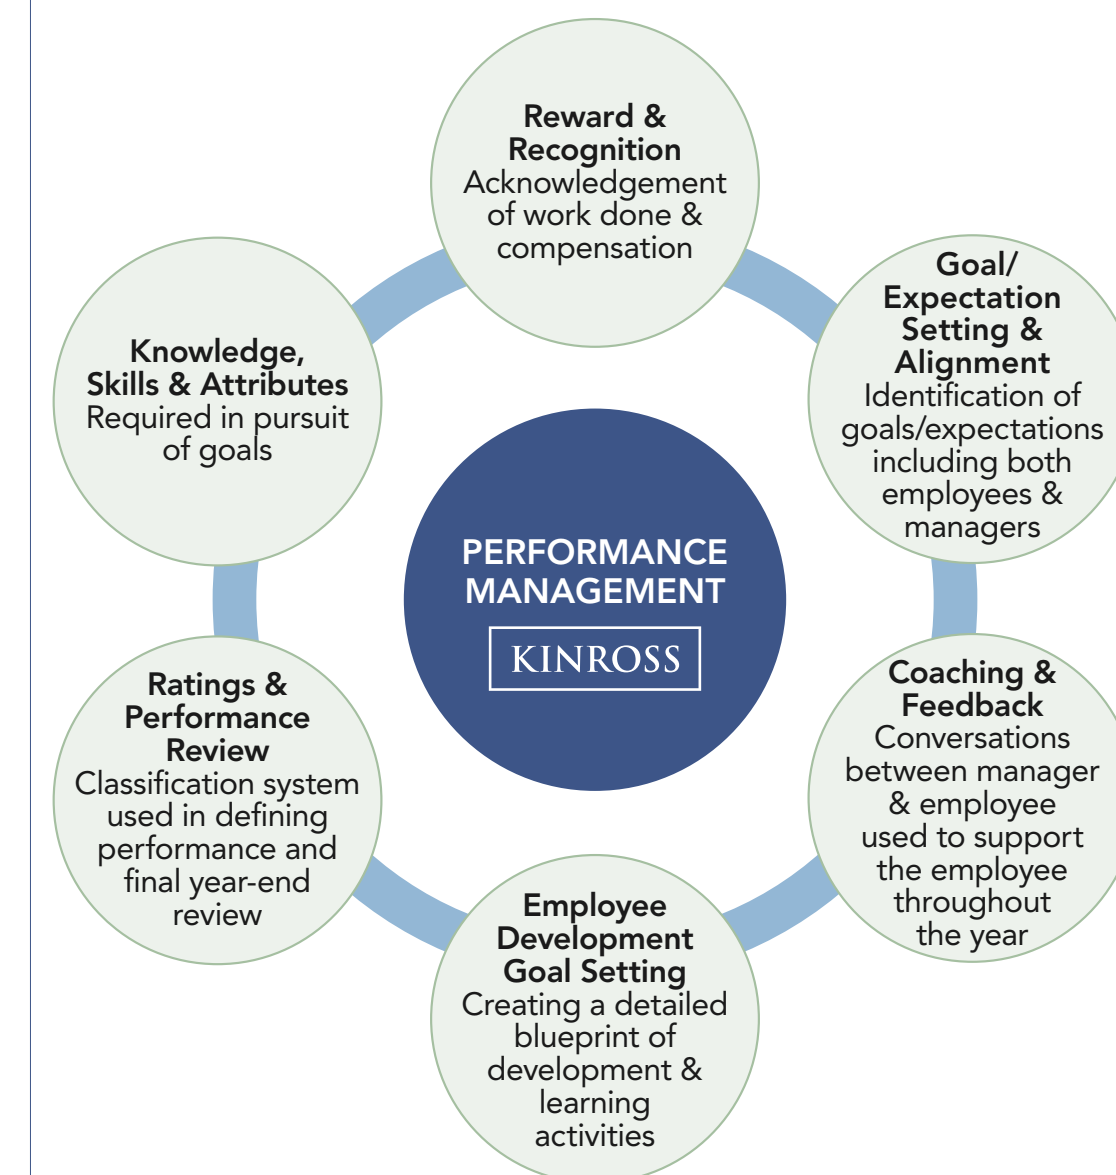 Reward &
Recognition
Acknowledgement
of work done &
compensation
Goal/
Expectation
Setting &
Alignment
Identification of
goals/expectations
including both
employees &
managers
Coaching &
Feedback
Conversations
between manager
& employee
used to support
the employee
throughout
the year
Employee
Development
Goal Setting
Creating a detailed
blueprint of
development &
learning
activities
Ratings &
Performance
Review
Classification system
used in defining
performance and
final year-end
review
Knowledge,
Skills & Attributes
Required in pursuit
of goals
PERFORMANCE
MANAGEMENT
KINROSS